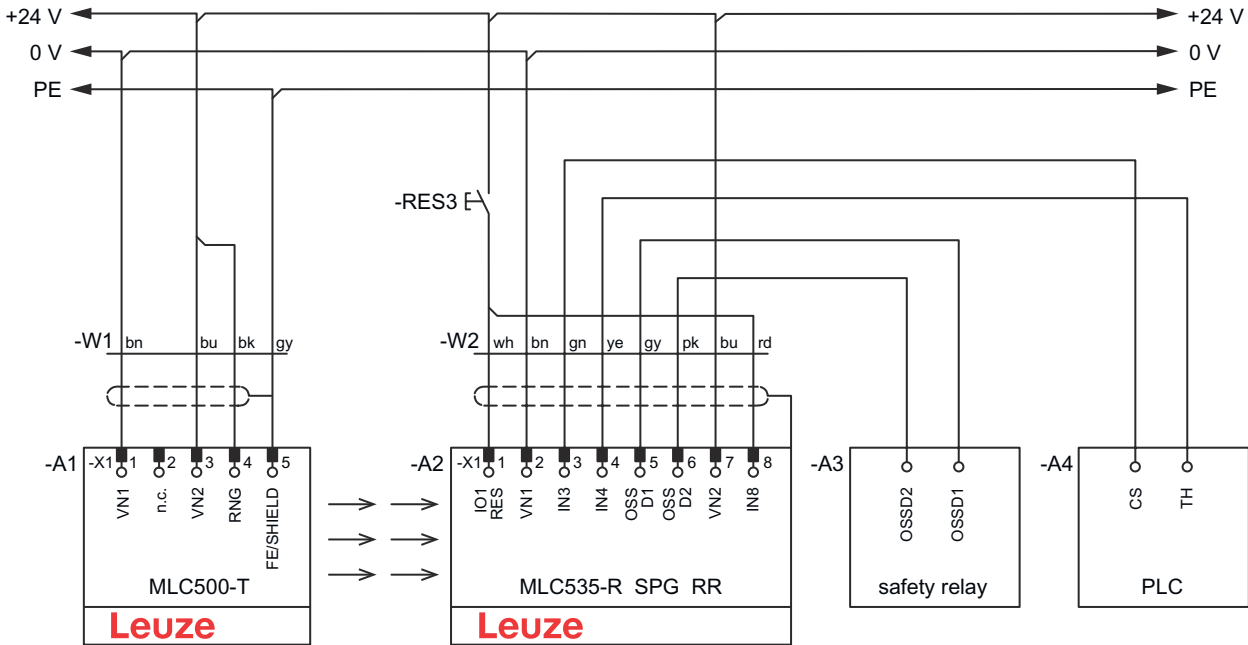 +24 V
+24 V
0 V
0 V
PE
PE
-RES3
-W1
bn
bu
bk
gy
-W2
wh
bn
gn
ye
gy
pk
bu
rd
-A1
-X1
1
2
3
4
5
VN1
n.c.
VN2
RNG
FE/SHIELD
MLC500-T
Leuze
-A2
-X1
1
2
3
4
5
6
7
8
IO1
RES
VN1
IN3
IN4
OSS
D1
OSS
D2
VN2
IN8
MLC535-R SPG RR
Leuze
-A3
OSSD2
OSSD1
safety relay
-A4
CS
TH
PLC